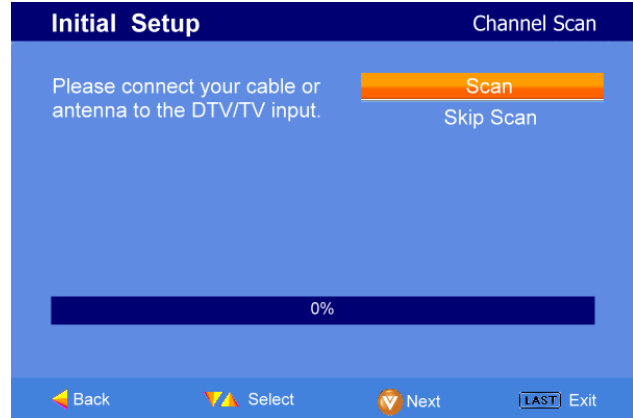 Initial Setup Channel Scan
Please connect your cable or Scan
antenna to the DTV/TV input. Skip Scan
0%
Back Select V Next LAST Exit